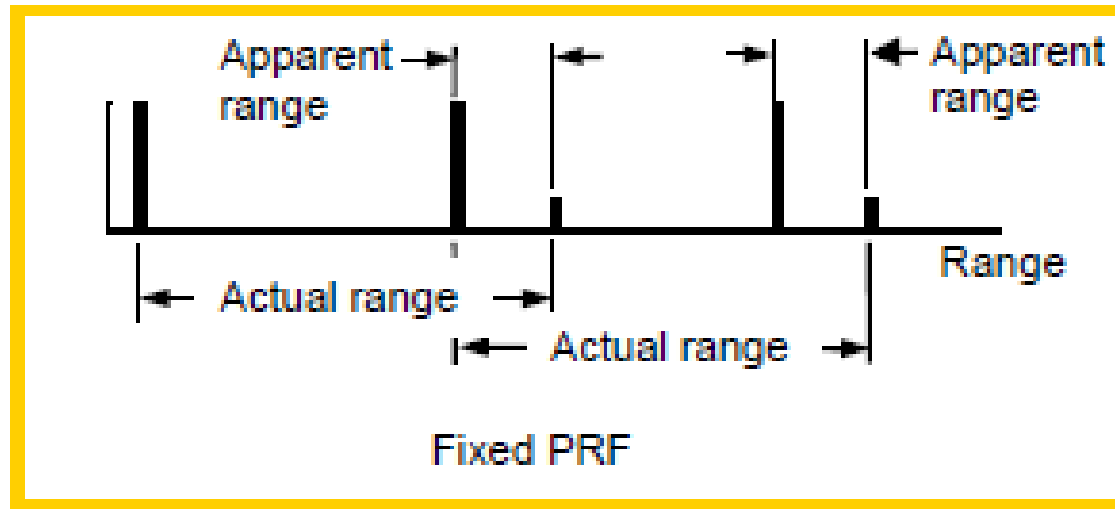 Apparent
range
Apparent
range
Range
Actual range
Actual range
Fixed PRF